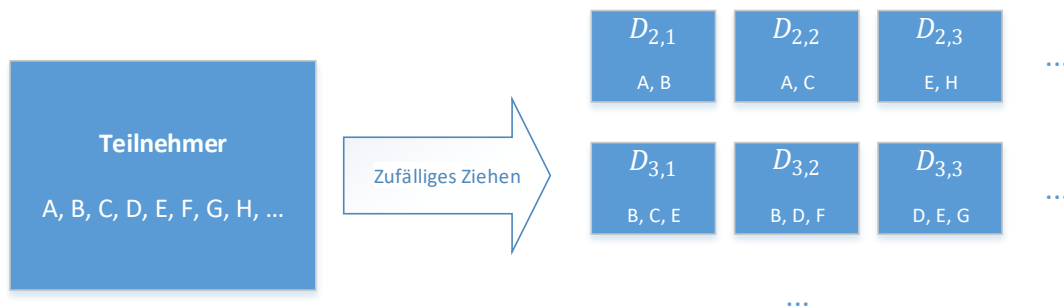 Teilnehmer
A, B, C, D, E, F, G, H, ...
Zufälliges Ziehen
D2,1
A, B
D2,2
A, C
D2,3
E, H
...
D3,1
B, C, E
D3,2
B, D, F
D3,3
D, E, G
...
...